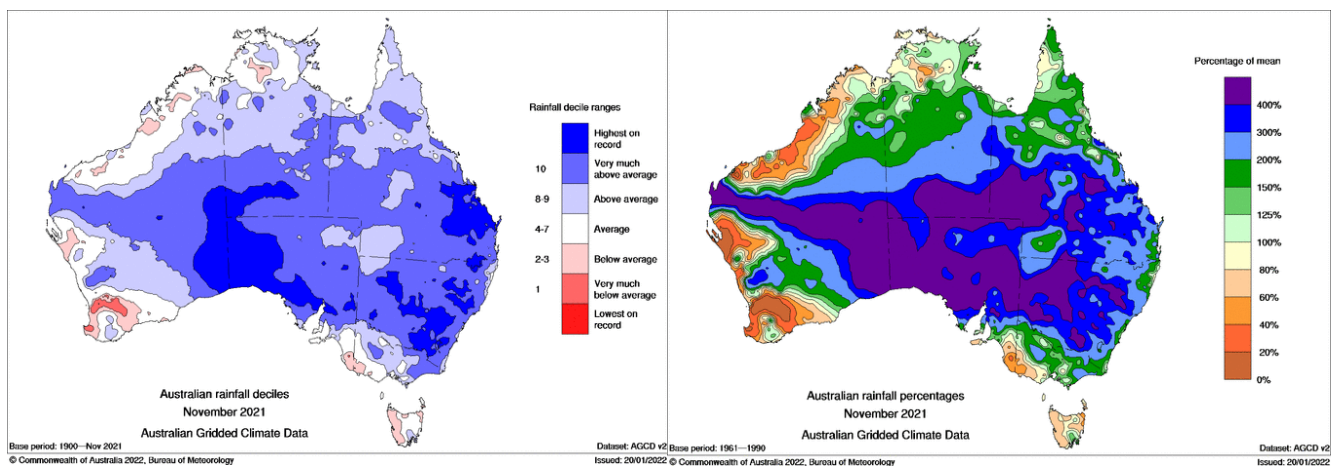 Rainfall decile ranges
Highest on
record
10
Very much
above average
8-9
Above average
4-7
Average
2-3
Below average
1
Very much
below average
Lowest on
record
Australian rainfall deciles
November 2021
Australian Gridded Climate Data
Base period: 1900—Nov 2021
Dataset: AGCD v2
© Commonwealth of Australia 2022, Bureau of Meteorology
Issued: 20/01/2022
Percentage of mean
400%
300%
200%
150%
125%
100%
80%
60%
40%
20%
0%
Australian rainfall percentages
November 2021
Australian Gridded Climate Data
Base period: 1961—1990
Dataset: AGCD v2
© Commonwealth of Australia 2022, Bureau of Meteorology
Issued: 20/01/2022